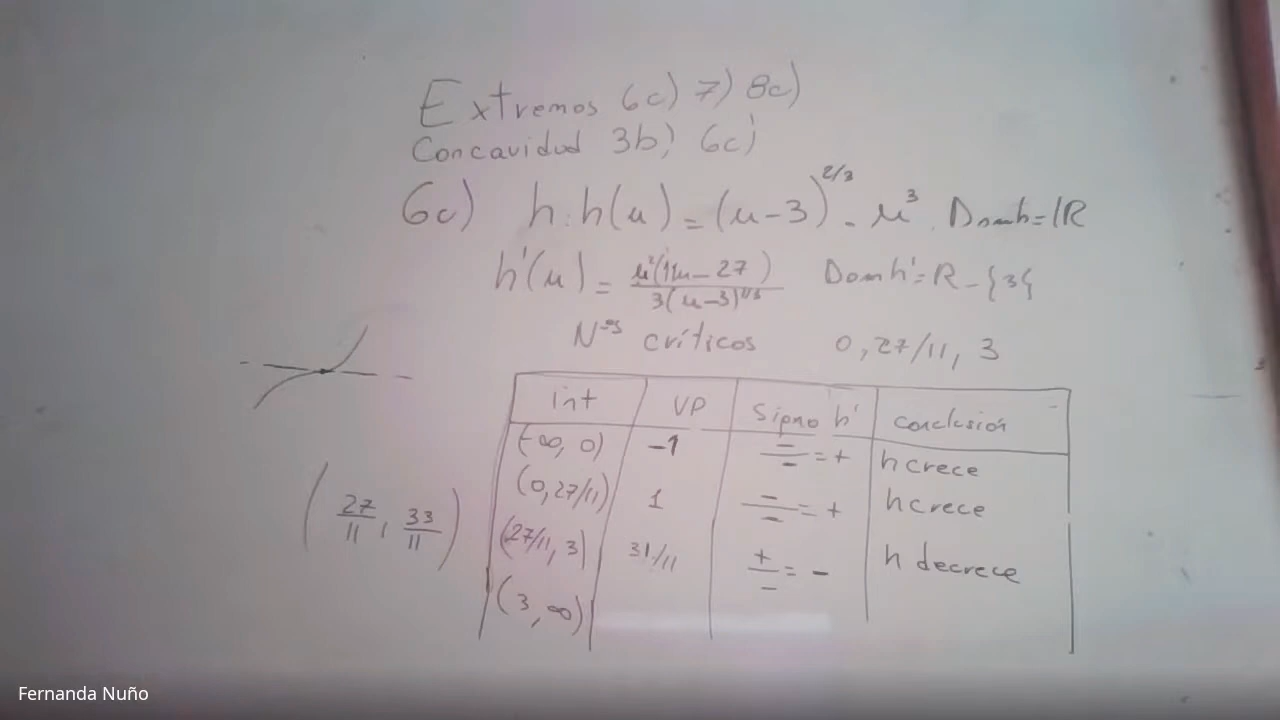 Extremos 6c) 7) 8c)
Concavidad 3b) 6c)
6c) h: h(u) = (u-3)^2/3 . u^3 . Dom h = IR
h'(u) = u^2(11u-27) / 3(u-3)^1/3 Dom h' = R - {3{
N-os críticos 0, 27/11, 3
int VP Signo h' conclusión
(-∞, 0) -1 -/- = + h crece
(0, 27/11) 1 -/- = + h crece
(27/11, 3) 31/11 +/- = - h decrece
(3, ∞)
(27/11, 33/11)
Fernanda Nuño